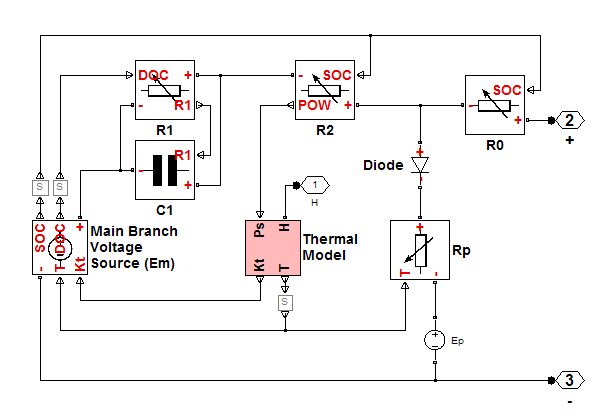 DOC
+
-
R1
R1
-
SOC
POW
+
R2
SOC
-
+
R0
2
+
R1
-
+
C1
Diode
+
-
S
S
1
H
SOC
DOC
+
-
T
Kt
Main Branch
Voltage
Source (Em)
Ps
H
Kt
T
Thermal
Model
+
T
-
Rp
S
Ep
3
-